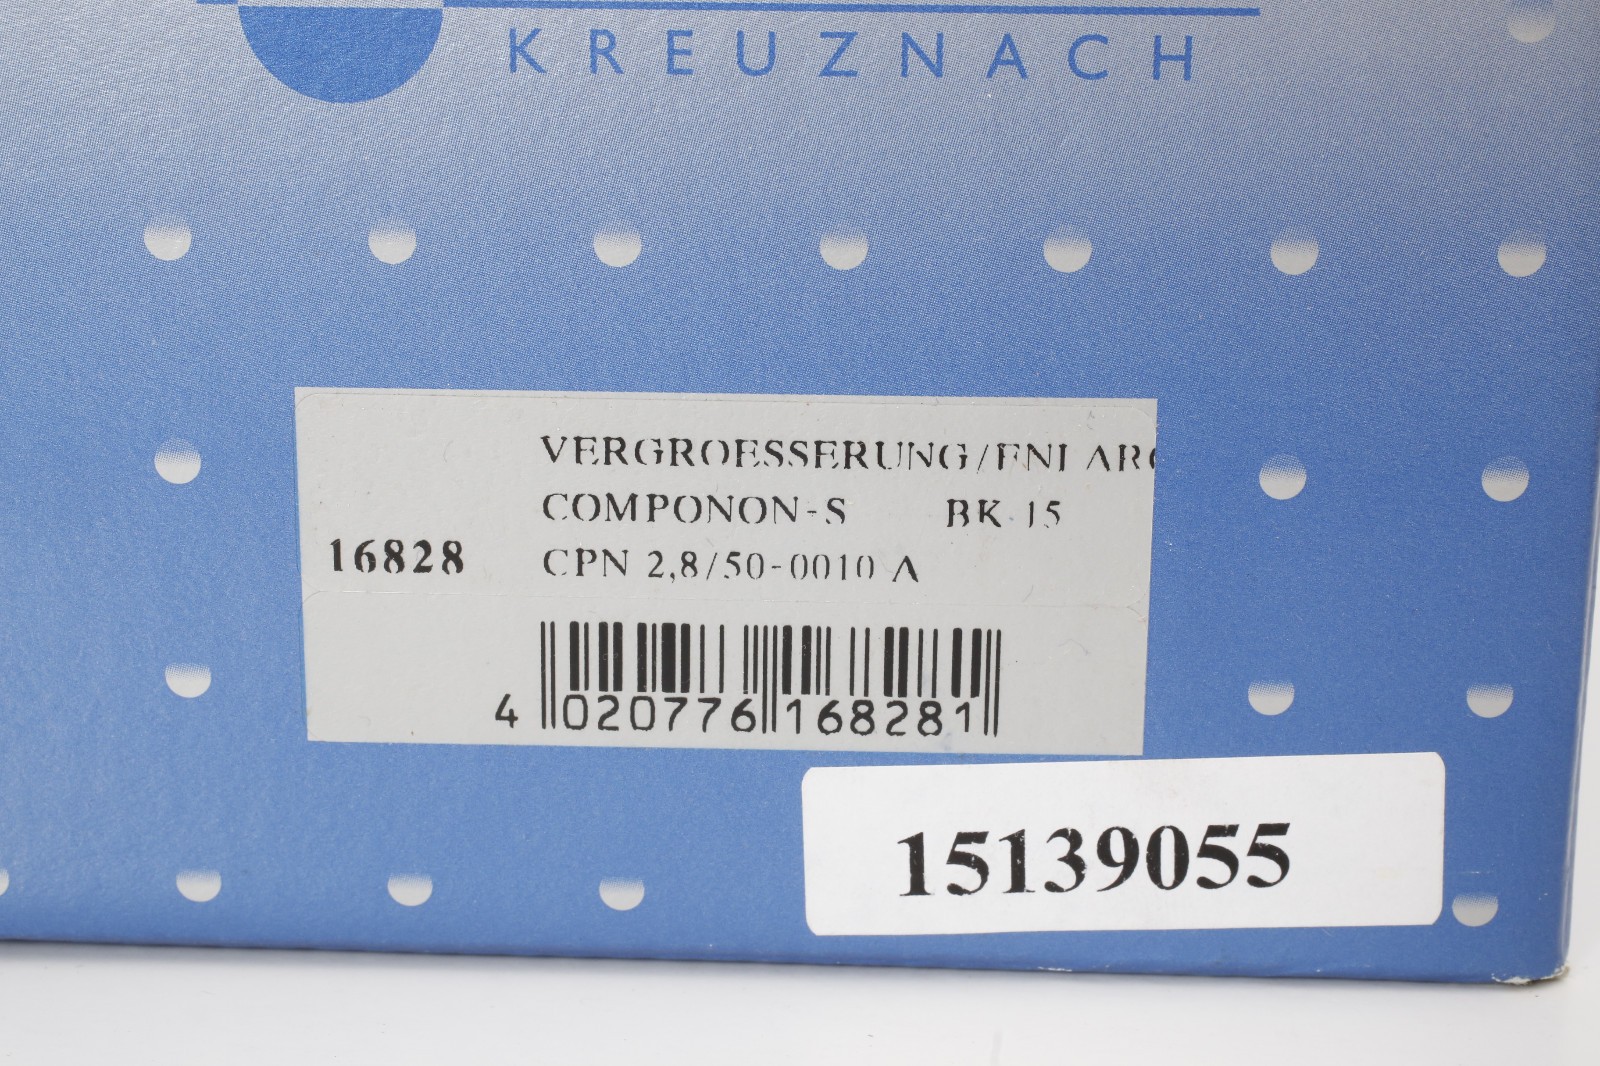 KREUZNACH
VERGROESSERUNG/ENLARG
COMPONON-S BK 15
16828 CPN 2,8/50-0010 A
4 020776 168281
15139055